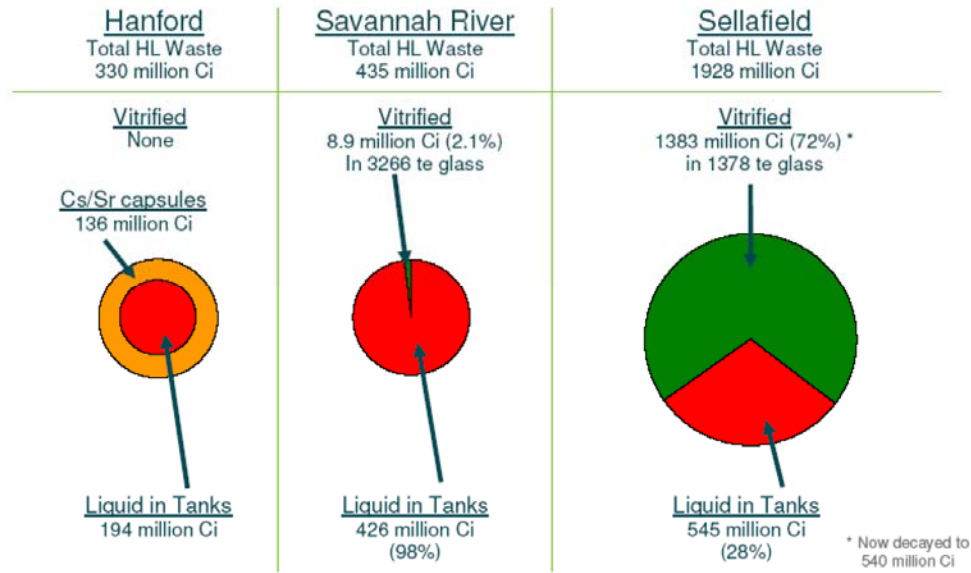 Hanford
Total HL Waste
330 million Ci
Vitrified
None
Cs/Sr capsules
136 million Ci
Liquid in Tanks
194 million Ci
Savannah River
Total HL Waste
435 million Ci
Vitrified
8.9 million Ci (2.1%)
In 3266 te glass
Liquid in Tanks
426 million Ci
(98%)
Sellafield
Total HL Waste
1928 million Ci
Vitrified
1383 million Ci (72%) *
in 1378 te glass
Liquid in Tanks
545 million Ci
(28%)
* Now decayed to
540 million Ci